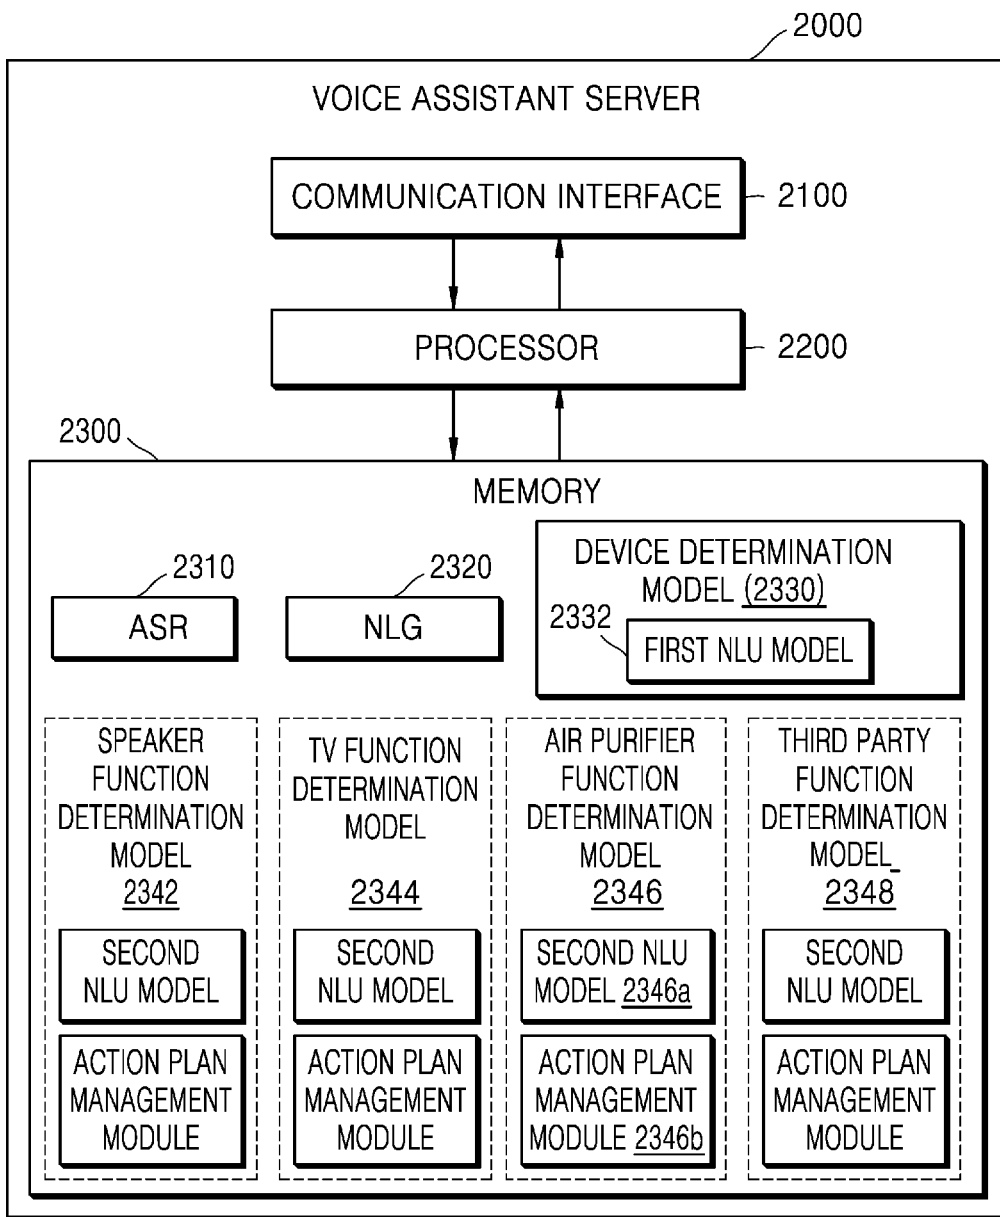 2000
VOICE ASSISTANT SERVER
COMMUNICATION INTERFACE
2100
PROCESSOR
2200
2300
MEMORY
2310
ASR
2320
NLG
DEVICE DETERMINATION
MODEL (2330)
2332
FIRST NLU MODEL
SPEAKER
FUNCTION
DETERMINATION
MODEL
2342
SECOND
NLU MODEL
ACTION PLAN
MANAGEMENT
MODULE
TV FUNCTION
DETERMINATION
MODEL
2344
SECOND
NLU MODEL
ACTION PLAN
MANAGEMENT
MODULE
AIR PURIFIER
FUNCTION
DETERMINATION
MODEL
2346
SECOND NLU
MODEL 2346a
ACTION PLAN
MANAGEMENT
MODULE 2346b
THIRD PARTY
FUNCTION
DETERMINATION
MODEL
2348
SECOND
NLU MODEL
ACTION PLAN
MANAGEMENT
MODULE